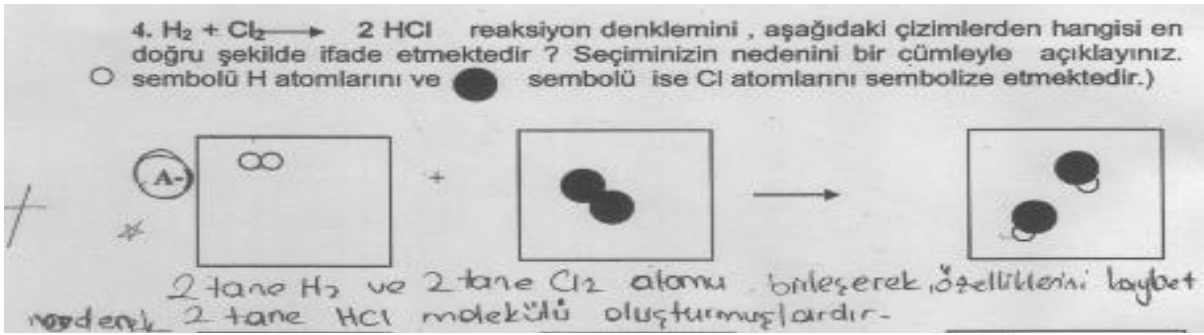 4. H₂ + Cl₂ → 2 HCl reaksiyon denklemini , aşağıdaki çizimlerden hangisi en
doğru şekilde ifade etmektedir ? Seçiminizin nedenini bir cümleyle açıklayınız.
○ sembolü H atomlarını ve ● sembolü ise Cl atomlarını sembolize etmektedir.)
A- + →
2 tane H₂ ve 2 tane Cl₂ atomu birleşerek, özelliklerini kaybet
derek 2 tane HCl molekülü oluşturmuşlardır.